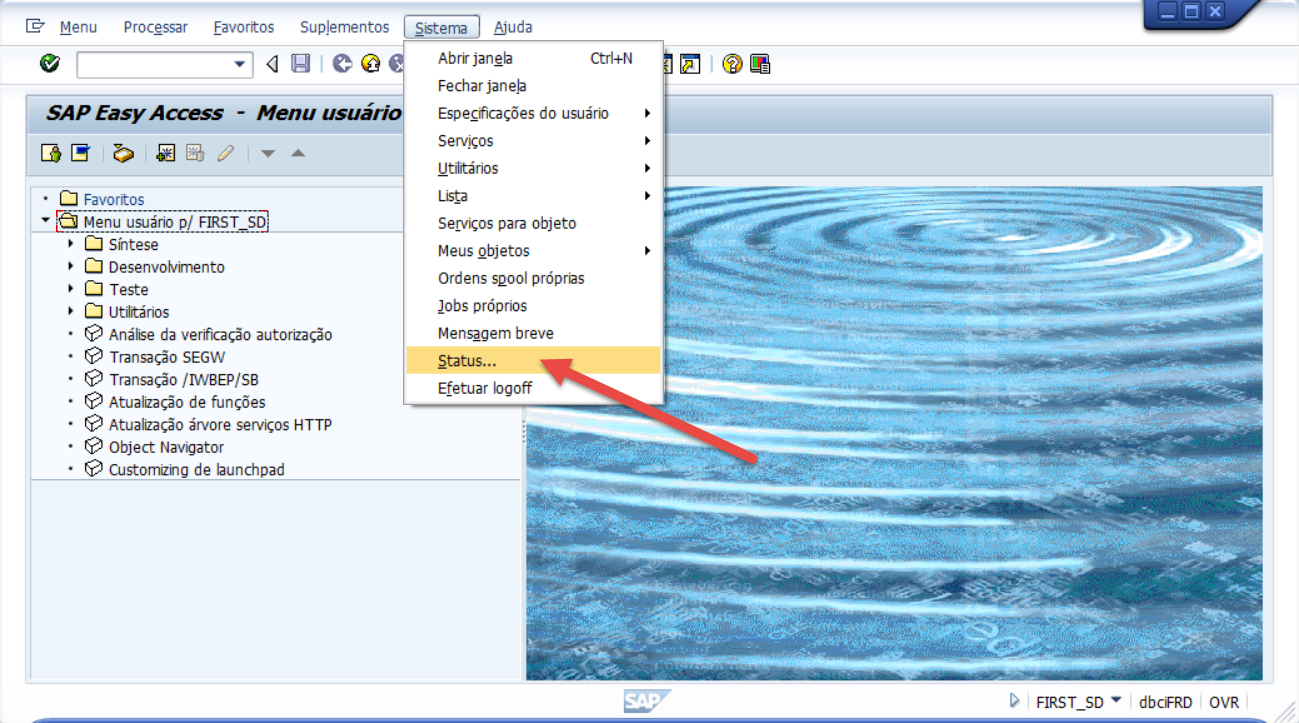 Menu Processar Favoritos Suplementos Sistema Ajuda
Abrir janela Ctrl+N
Fechar janela
Especificações do usuário
Serviços
Utilitários
Lista
Serviços para objeto
Meus objetos
Ordens spool próprias
Jobs próprios
Mensagem breve
Status...
Efetuar logoff
SAP Easy Access - Menu usuário
Favoritos
Menu usuário p/ FIRST_SD
Síntese
Desenvolvimento
Teste
Utilitários
Análise da verificação autorização
Transação SEGW
Transação /IWBEP/SB
Atualização de funções
Atualização árvore serviços HTTP
Object Navigator
Customizing de launchpad
SAP
FIRST_SD dbciFRD OVR